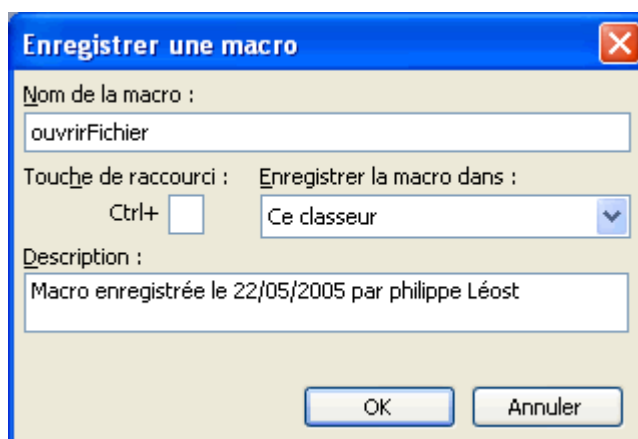 Enregistrer une macro
Nom de la macro :
ouvrirFichier
Touche de raccourci : Enregistrer la macro dans :
Ctrl+ Ce classeur
Description :
Macro enregistrée le 22/05/2005 par philippe Léost
OK Annuler